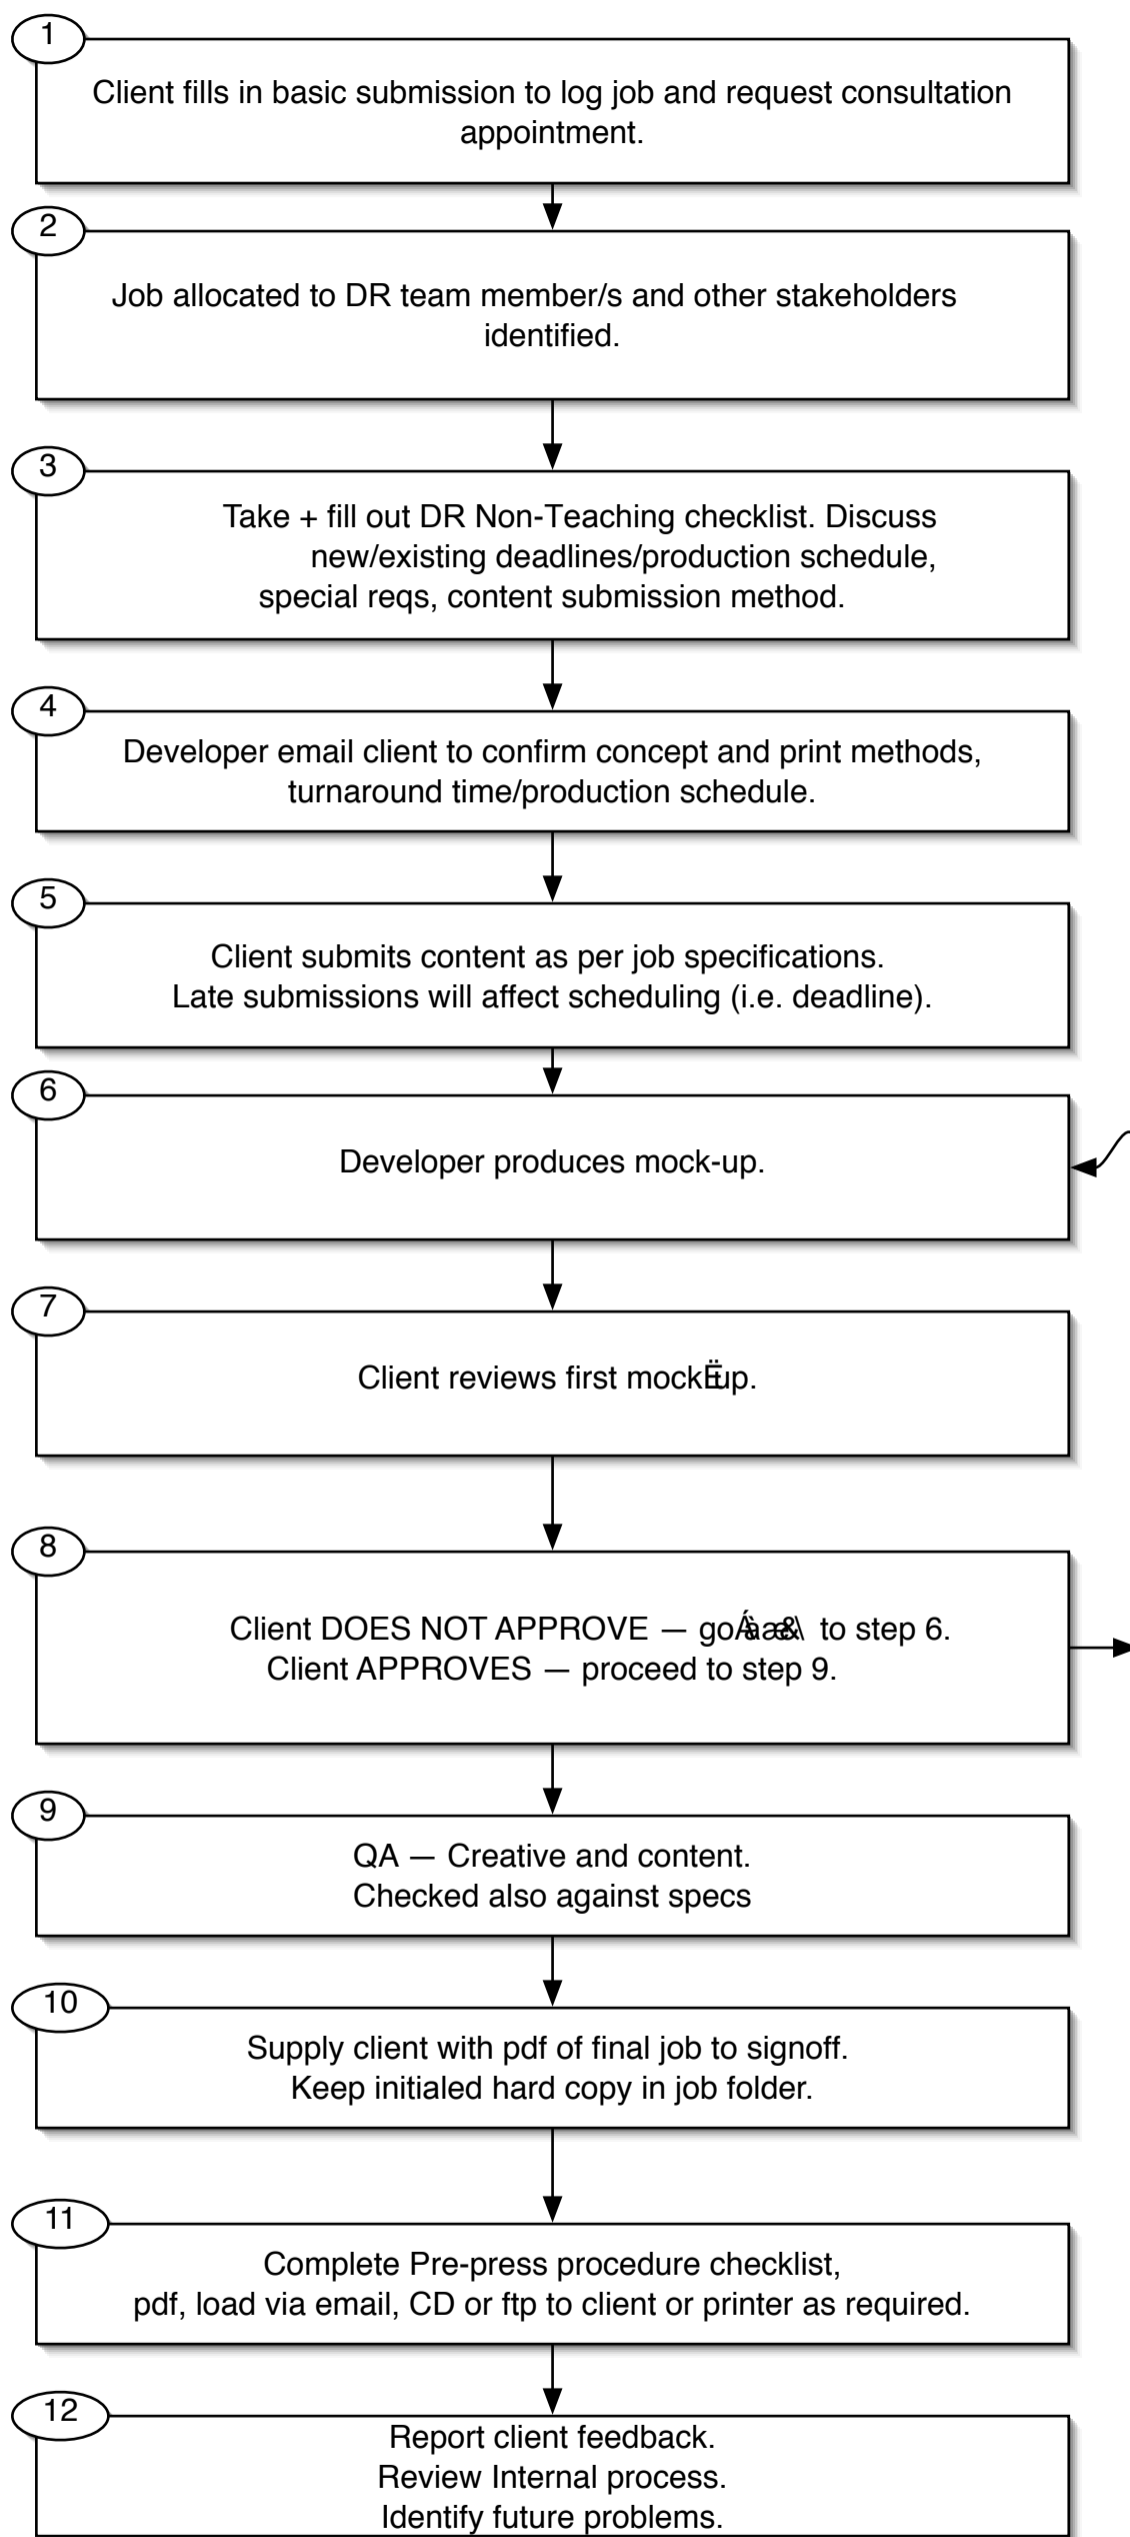 1
Client fills in basic submission to log job and request consultation
appointment.
2
Job allocated to DR team member/s and other stakeholders
identified.
3
Take + fill out DR Non-Teaching checklist. Discuss
new/existing deadlines/production schedule,
special reqs, content submission method.
4
Developer email client to confirm concept and print methods,
turnaround time/production schedule.
5
Client submits content as per job specifications.
Late submissions will affect scheduling (i.e. deadline).
6
Developer produces mock-up.
7
Client reviews first mockËup.
8
Client DOES NOT APPROVE — go to step 6.
Client APPROVES — proceed to step 9.
9
QA — Creative and content.
Checked also against specs
10
Supply client with pdf of final job to signoff.
Keep initialed hard copy in job folder.
11
Complete Pre-press procedure checklist,
pdf, load via email, CD or ftp to client or printer as required.
12
Report client feedback.
Review Internal process.
Identify future problems.